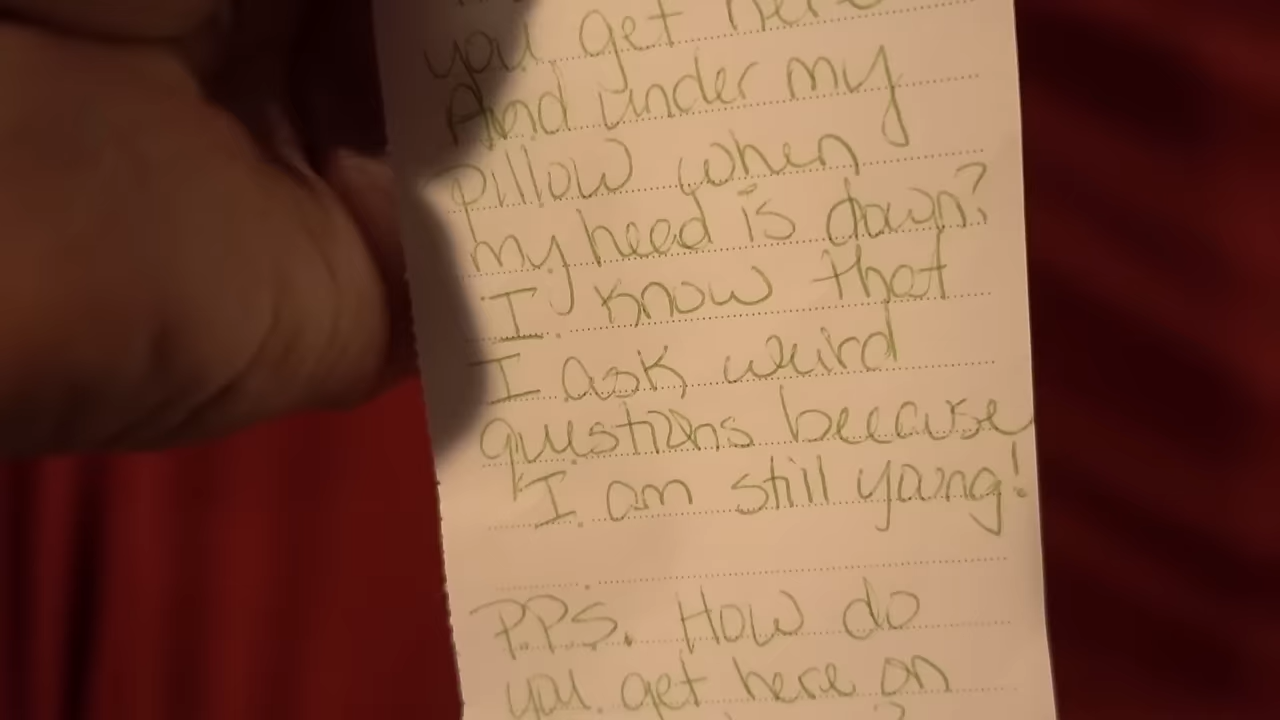 you get here
And under my
pillow when
my head is down?
I know that
I ask weird
questions beecause
I am still young!
P.P.S. How do
you get here on